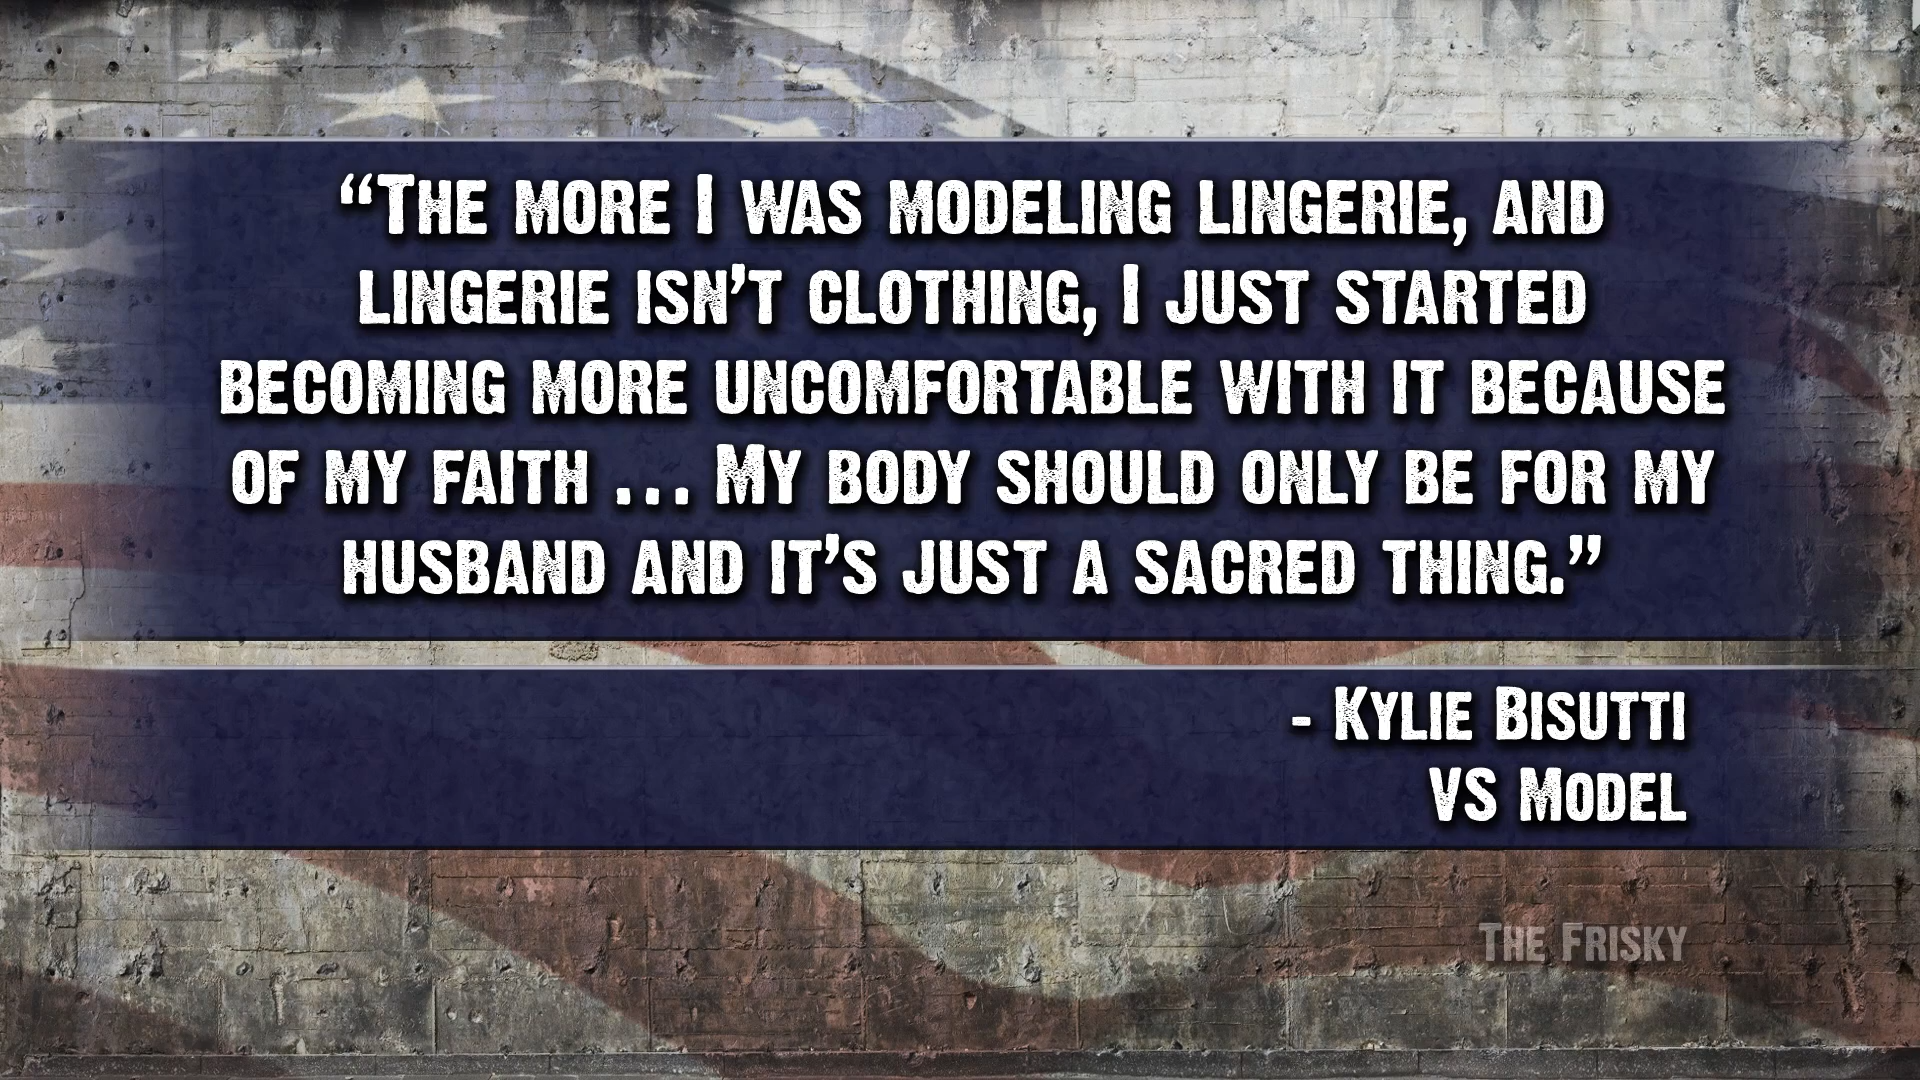 “The more I was modeling lingerie, and
lingerie isn’t clothing, I just started
becoming more uncomfortable with it because
of my faith ... My body should only be for my
husband and it’s just a sacred thing.”
- Kylie Bisutti
VS Model
The Frisky